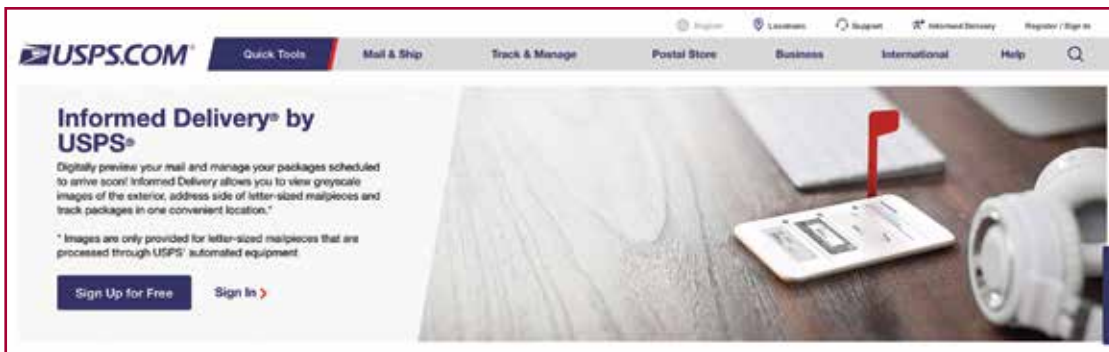 English Locations Support Informed Delivery Register / Sign In
USPS.COM Quick Tools Mail & Ship Track & Manage Postal Store Business International Help
Informed Delivery® by
USPS®
Digitally preview your mail and manage your packages scheduled
to arrive soon! Informed Delivery allows you to view greyscale
images of the exterior, address side of letter-sized mailpieces and
track packages in one convenient location.*
* Images are only provided for letter-sized mailpieces that are
processed through USPS' automated equipment
Sign Up for Free Sign In